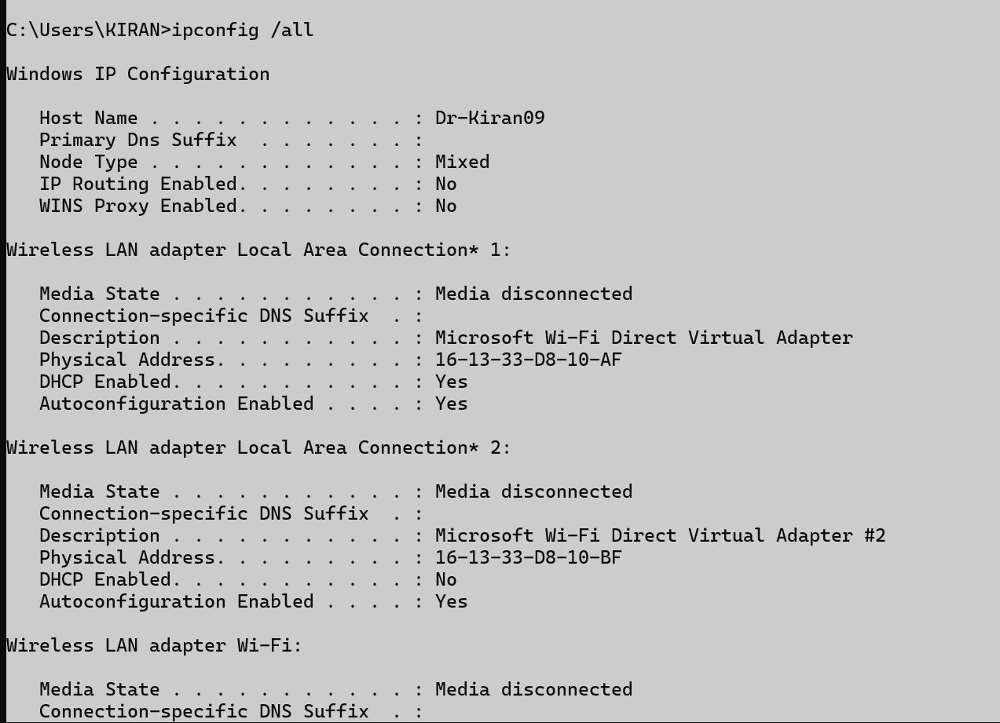 C:\Users\KIRAN>ipconfig /all
Windows IP Configuration
Host Name . . . . . . . . . . . . : Dr-Kiran09
Primary Dns Suffix  . . . . . . . :
Node Type . . . . . . . . . . . . : Mixed
IP Routing Enabled. . . . . . . . : No
WINS Proxy Enabled. . . . . . . . : No
Wireless LAN adapter Local Area Connection* 1:
Media State . . . . . . . . . . . : Media disconnected
Connection-specific DNS Suffix  . :
Description . . . . . . . . . . . : Microsoft Wi-Fi Direct Virtual Adapter
Physical Address. . . . . . . . . : 16-13-33-D8-10-AF
DHCP Enabled. . . . . . . . . . . : Yes
Autoconfiguration Enabled . . . . : Yes
Wireless LAN adapter Local Area Connection* 2:
Media State . . . . . . . . . . . : Media disconnected
Connection-specific DNS Suffix  . :
Description . . . . . . . . . . . : Microsoft Wi-Fi Direct Virtual Adapter #2
Physical Address. . . . . . . . . : 16-13-33-D8-10-BF
DHCP Enabled. . . . . . . . . . . : No
Autoconfiguration Enabled . . . . : Yes
Wireless LAN adapter Wi-Fi:
Media State . . . . . . . . . . . : Media disconnected
Connection-specific DNS Suffix  . :